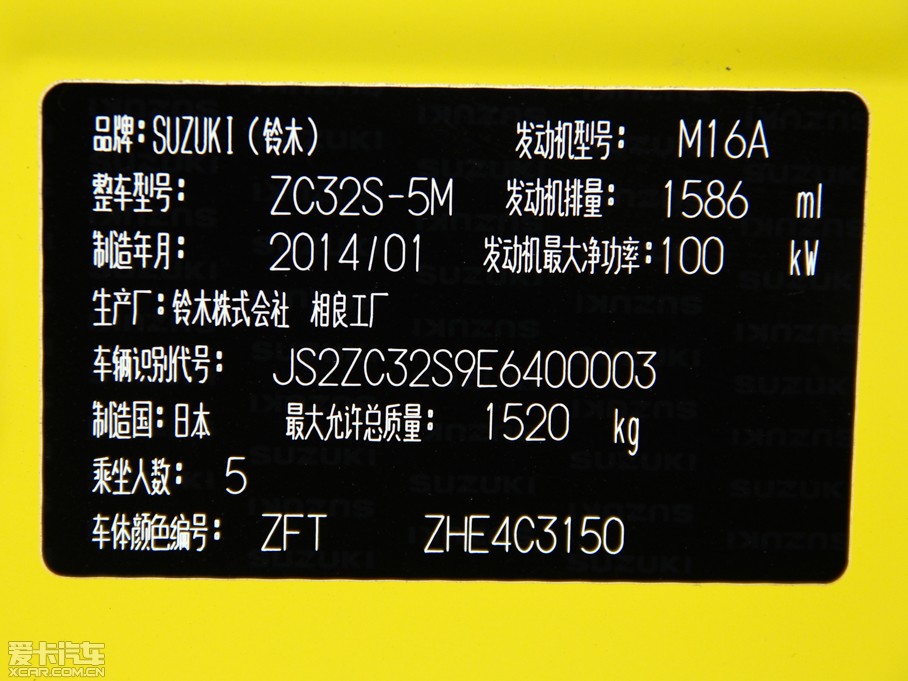 品牌：SUZUKI（铃木） 发动机型号： M16A
整车型号： ZC32S-5M 发动机排量： 1586 ml
制造年月： 2014/01 发动机最大净功率：100 kW
生产厂：铃木株式会社 相良工厂
车辆识别代号： JS2ZC32S9E6400003
制造国：日本 最大允许总质量： 1520 kg
乘坐人数： 5
车体颜色编号： ZFT ZHE4C3150
爱卡汽车
XCAR.COM.CN